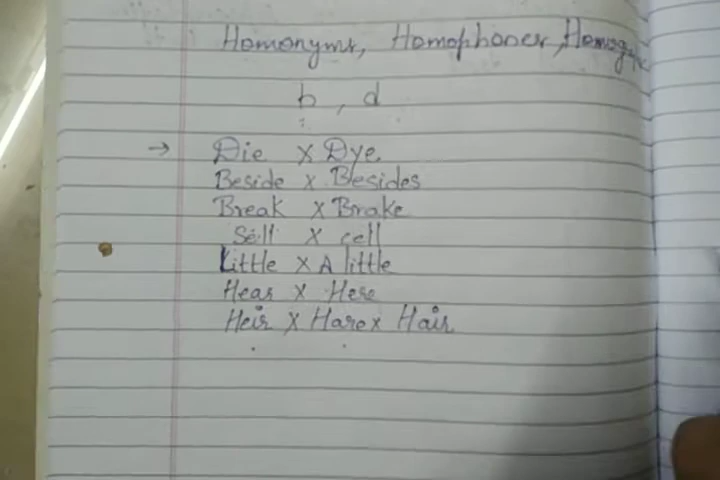 Homonyms, Homophones,
b , d
→ Die X Dye
Beside X Besides
Break X Brake
Sell X cell
Little X A little
Hear X Here
Heir X Hare X Hair